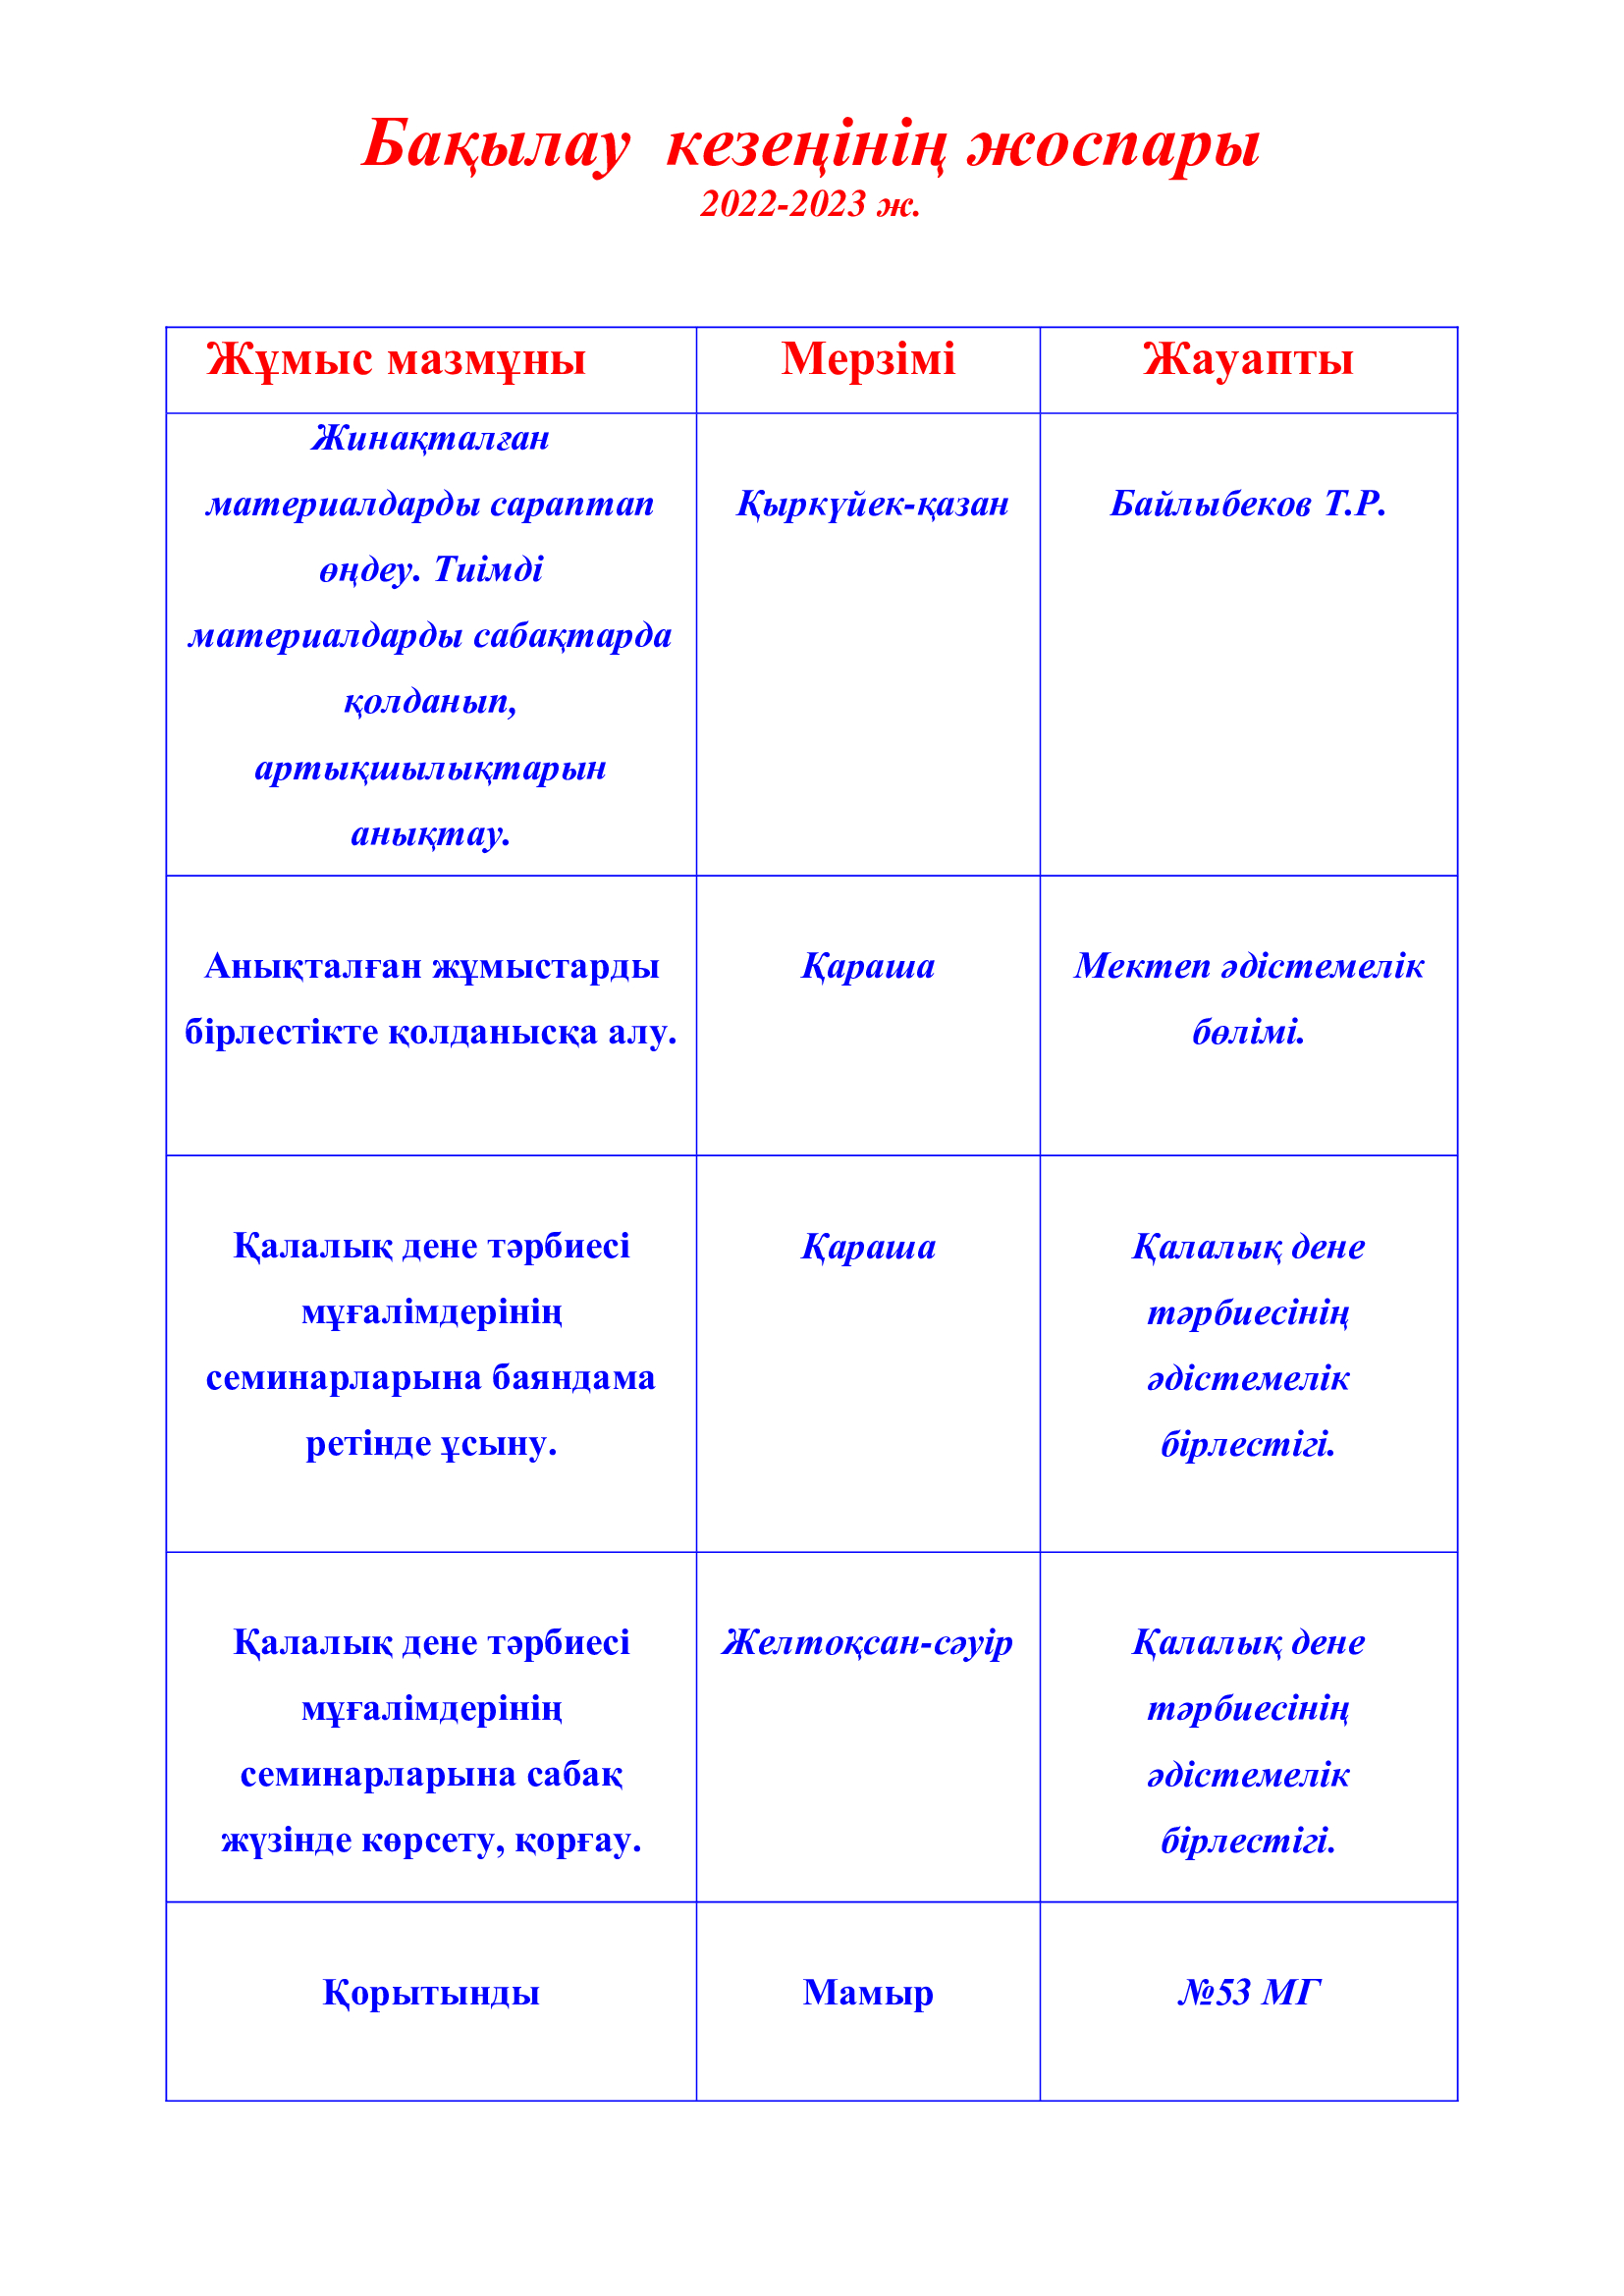 Бақылау кезеңінің жоспары
2022-2023 ж.
Жұмыс мазмұны
Мерзімі
Жауапты
Жинақталған
материалдарды сараптап
өңдеу. Тиімді
материалдарды сабақтарда
қолданып,
артықшылықтарын
анықтау.
Қыркүйек-қазан
Байлыбеков Т.Р.
Анықталған жұмыстарды
бірлестікте қолданысқа алу.
Қараша
Мектеп әдістемелік
бөлімі.
Қалалық дене тәрбиесі
мұғалімдерінің
семинарларына баяндама
ретінде ұсыну.
Қараша
Қалалық дене
тәрбиесінің
әдістемелік
бірлестігі.
Қалалық дене тәрбиесі
мұғалімдерінің
семинарларына сабақ
жүзінде көрсету, қорғау.
Желтоқсан-сәуір
Қалалық дене
тәрбиесінің
әдістемелік
бірлестігі.
Қорытынды
Мамыр
№53 МГ